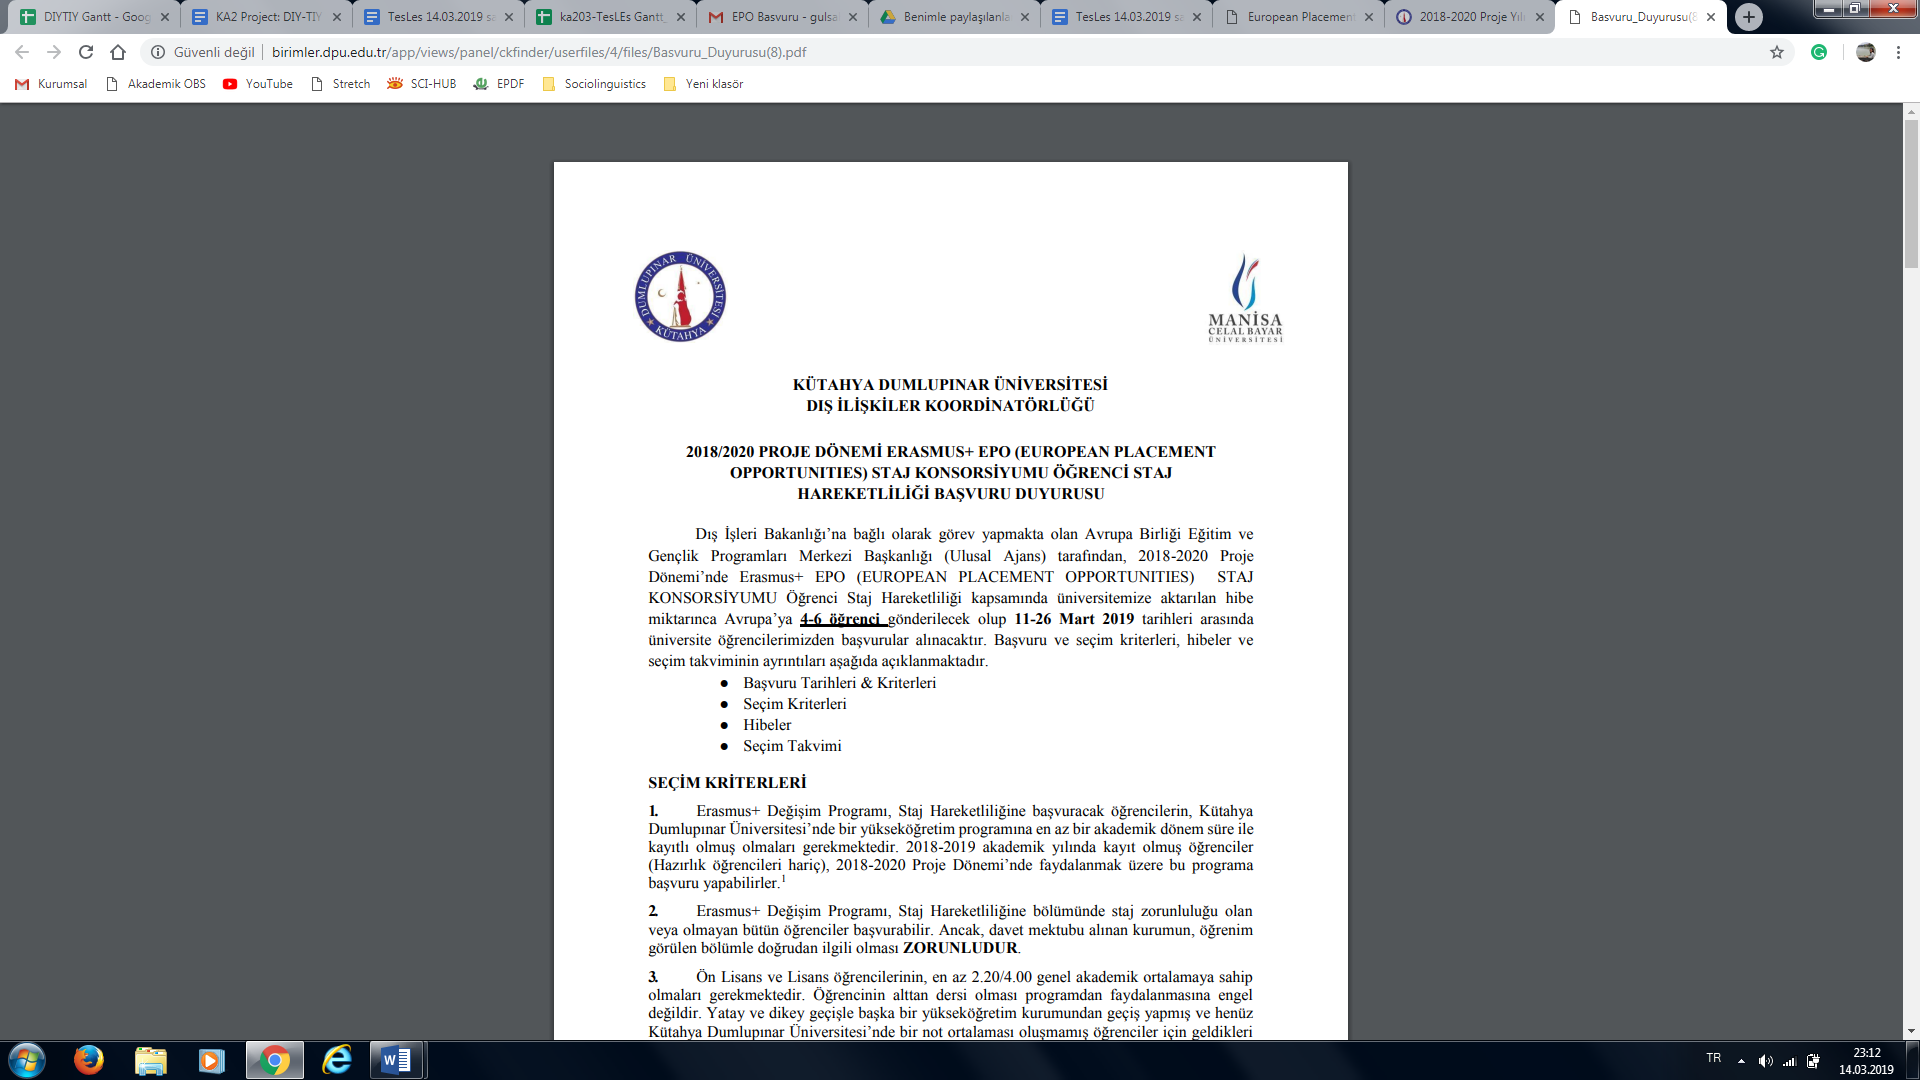 DIYTIY Gantt - Goog
KA2 Project: DIY-TIY
TesLes 14.03.2019 sa
ka203-TesLEs Gantt_
EPO Basvuru - gulsa
Benimle paylaşılanla
TesLes 14.03.2019 sa
European Placement
2018-2020 Proje Yılı
Basvuru_Duyurusu(8
Güvenli değil | birimler.dpu.edu.tr/app/views/panel/ckfinder/userfiles/4/files/Basvuru_Duyurusu(8).pdf
Kurumsal
Akademik OBS
YouTube
Stretch
SCI-HUB
EPDF
Sociolinguistics
Yeni klasör
DUMLUPINAR ÜNİVERSİTESİ
KÜTAHYA
MANİSA
CELAL BAYAR
ÜNİVERSİTESİ
KÜTAHYA DUMLUPINAR ÜNİVERSİTESİ
DIŞ İLİŞKİLER KOORDİNATÖRLÜĞÜ
2018/2020 PROJE DÖNEMİ ERASMUS+ EPO (EUROPEAN PLACEMENT
OPPORTUNITIES) STAJ KONSORSİYUMU ÖĞRENCİ STAJ
HAREKETLİLİĞİ BAŞVURU DUYURUSU
Dış İşleri Bakanlığı’na bağlı olarak görev yapmakta olan Avrupa Birliği Eğitim ve
Gençlik Programları Merkezi Başkanlığı (Ulusal Ajans) tarafından, 2018-2020 Proje
Dönemi’nde Erasmus+ EPO (EUROPEAN PLACEMENT OPPORTUNITIES) STAJ
KONSORSİYUMU Öğrenci Staj Hareketliliği kapsamında üniversitemize aktarılan hibe
miktarınca Avrupa’ya 4-6 öğrenci gönderilecek olup 11-26 Mart 2019 tarihleri arasında
üniversite öğrencilerimizden başvurular alınacaktır. Başvuru ve seçim kriterleri, hibeler ve
seçim takviminin ayrıntıları aşağıda açıklanmaktadır.
● Başvuru Tarihleri & Kriterleri
● Seçim Kriterleri
● Hibeler
● Seçim Takvimi
SEÇİM KRİTERLERİ
1. Erasmus+ Değişim Programı, Staj Hareketliliğine başvuracak öğrencilerin, Kütahya
Dumlupınar Üniversitesi’nde bir yükseköğretim programına en az bir akademik dönem süre ile
kayıtlı olmuş olmaları gerekmektedir. 2018-2019 akademik yılında kayıt olmuş öğrenciler
(Hazırlık öğrencileri hariç), 2018-2020 Proje Dönemi’nde faydalanmak üzere bu programa
başvuru yapabilirler.1
2. Erasmus+ Değişim Programı, Staj Hareketliliğine bölümünde staj zorunluluğu olan
veya olmayan bütün öğrenciler başvurabilir. Ancak, davet mektubu alınan kurumun, öğrenim
görülen bölümle doğrudan ilgili olması ZORUNLUDUR.
3. Ön Lisans ve Lisans öğrencilerinin, en az 2.20/4.00 genel akademik ortalamaya sahip
olmaları gerekmektedir. Öğrencinin alttan dersi olması programdan faydalanmasına engel
değildir. Yatay ve dikey geçişle başka bir yükseköğretim kurumundan geçiş yapmış ve henüz
Kütahya Dumlupınar Üniversitesi’nde bir not ortalaması oluşmamış öğrenciler için geldikleri
TR
23:12
14.03.2019